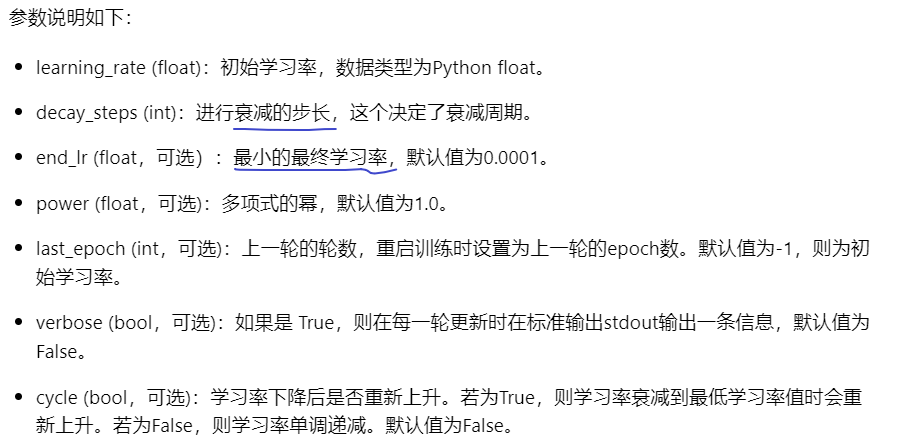 参数说明如下：
learning_rate (float)：初始学习率，数据类型为Python float。
decay_steps (int)：进行衰减的步长，这个决定了衰减周期。
end_lr (float，可选）：最小的最终学习率，默认值为0.0001。
power (float，可选)：多项式的幂，默认值为1.0。
last_epoch (int，可选)：上一轮的轮数，重启训练时设置为上一轮的epoch数。默认值为-1，则为初
始学习率。
verbose (bool，可选)：如果是 True，则在每一轮更新时在标准输出stdout输出一条信息，默认值为
False。
cycle (bool，可选)：学习率下降后是否重新上升。若为True，则学习率衰减到最低学习率值时会重
新上升。若为False，则学习率单调递减。默认值为False。